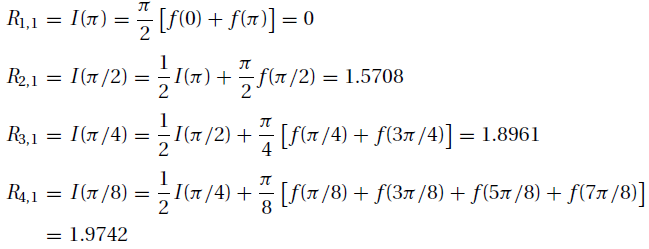 R₁,₁ = I(π) = π/2 [f(0) + f(π)] = 0
R₂,₁ = I(π/2) = 1/2 I(π) + π/2 f(π/2) = 1.5708
R₃,₁ = I(π/4) = 1/2 I(π/2) + π/4 [f(π/4) + f(3π/4)] = 1.8961
R₄,₁ = I(π/8) = 1/2 I(π/4) + π/8 [f(π/8) + f(3π/8) + f(5π/8) + f(7π/8)]
= 1.9742